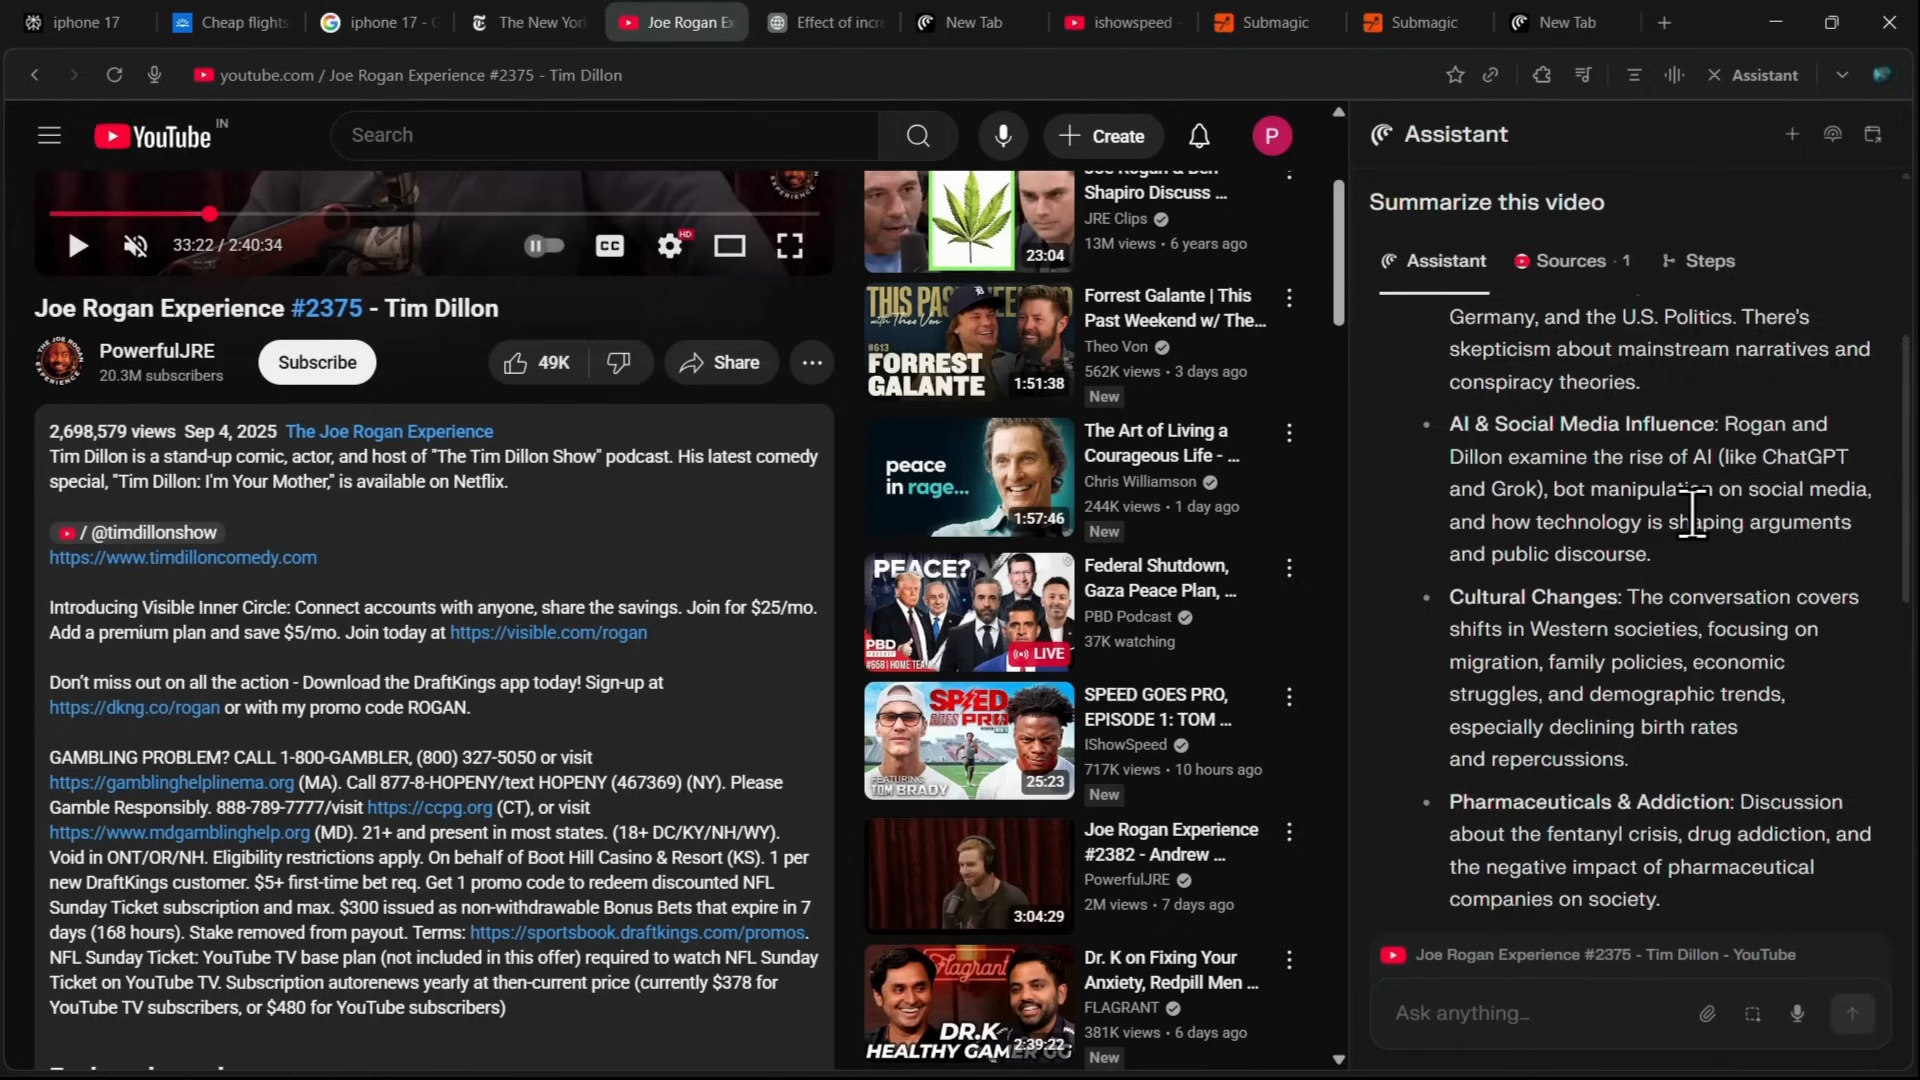 iphone 17
Cheap flights
iphone 17 - G
The New York
Joe Rogan Ex
Effect of incre
New Tab
ishowspeed -
Submagic
Submagic
New Tab
youtube.com / Joe Rogan Experience #2375 - Tim Dillon
Assistant
YouTube IN
Search
Create
P
33:22 / 2:40:34
CC
HD
Joe Rogan Experience #2375 - Tim Dillon
PowerfulJRE
20.3M subscribers
Subscribe
49K
Share
2,698,579 views Sep 4, 2025 The Joe Rogan Experience
Tim Dillon is a stand-up comic, actor, and host of "The Tim Dillon Show" podcast. His latest comedy
special, "Tim Dillon: I'm Your Mother," is available on Netflix.
/ @timdillonshow
https://www.timdilloncomedy.com
Introducing Visible Inner Circle: Connect accounts with anyone, share the savings. Join for $25/mo.
Add a premium plan and save $5/mo. Join today at https://visible.com/rogan
Don't miss out on all the action - Download the DraftKings app today! Sign-up at
https://dkng.co/rogan or with my promo code ROGAN.
GAMBLING PROBLEM? CALL 1-800-GAMBLER, (800) 327-5050 or visit
https://gamblinghelplinema.org (MA). Call 877-8-HOPENY/text HOPENY (467369) (NY). Please
Gamble Responsibly. 888-789-7777/visit https://ccpg.org (CT), or visit
https://www.mdgamblinghelp.org (MD). 21+ and present in most states. (18+ DC/KY/NH/WY).
Void in ONT/OR/NH. Eligibility restrictions apply. On behalf of Boot Hill Casino & Resort (KS). 1 per
new DraftKings customer. $5+ first-time bet req. Get 1 promo code to redeem discounted NFL
Sunday Ticket subscription and max. $300 issued as non-withdrawable Bonus Bets that expire in 7
days (168 hours). Stake removed from payout. Terms: https://sportsbook.draftkings.com/promos.
NFL Sunday Ticket: YouTube TV base plan (not included in this offer) required to watch NFL Sunday
Ticket on YouTube TV. Subscription autorenews yearly at then-current price (currently $378 for
YouTube TV subscribers, or $480 for YouTube subscribers)
Joe Rogan & Ben
Shapiro Discuss ...
JRE Clips
13M views • 6 years ago
23:04
THIS PAST WEEKEND
with Theo Von
#613
FORREST
GALANTE
1:51:38
Forrest Galante | This
Past Weekend w/ The...
Theo Von
562K views • 3 days ago
New
peace
in rage...
1:57:46
The Art of Living a
Courageous Life - ...
Chris Williamson
244K views • 1 day ago
New
PEACE?
PBD
PODCAST
#658 | HOME TEAM
LIVE
Federal Shutdown,
Gaza Peace Plan, ...
PBD Podcast
37K watching
SPEED
GOES PRO
FEATURING
TOM BRADY
25:23
SPEED GOES PRO,
EPISODE 1: TOM ...
IShowSpeed
717K views • 10 hours ago
New
3:04:29
Joe Rogan Experience
#2382 - Andrew ...
PowerfulJRE
2M views • 7 days ago
Flagrant
DR.K
HEALTHY GAMER GG
2:39:22
Dr. K on Fixing Your
Anxiety, Redpill Men ...
FLAGRANT
381K views • 6 days ago
New
Assistant
Summarize this video
Assistant
Sources · 1
Steps
Germany, and the U.S. Politics. There's
skepticism about mainstream narratives and
conspiracy theories.
• AI & Social Media Influence: Rogan and
Dillon examine the rise of AI (like ChatGPT
and Grok), bot manipulation on social media,
and how technology is shaping arguments
and public discourse.
• Cultural Changes: The conversation covers
shifts in Western societies, focusing on
migration, family policies, economic
struggles, and demographic trends,
especially declining birth rates
and repercussions.
• Pharmaceuticals & Addiction: Discussion
about the fentanyl crisis, drug addiction, and
the negative impact of pharmaceutical
companies on society.
Joe Rogan Experience #2375 - Tim Dillon - YouTube
Ask anything...